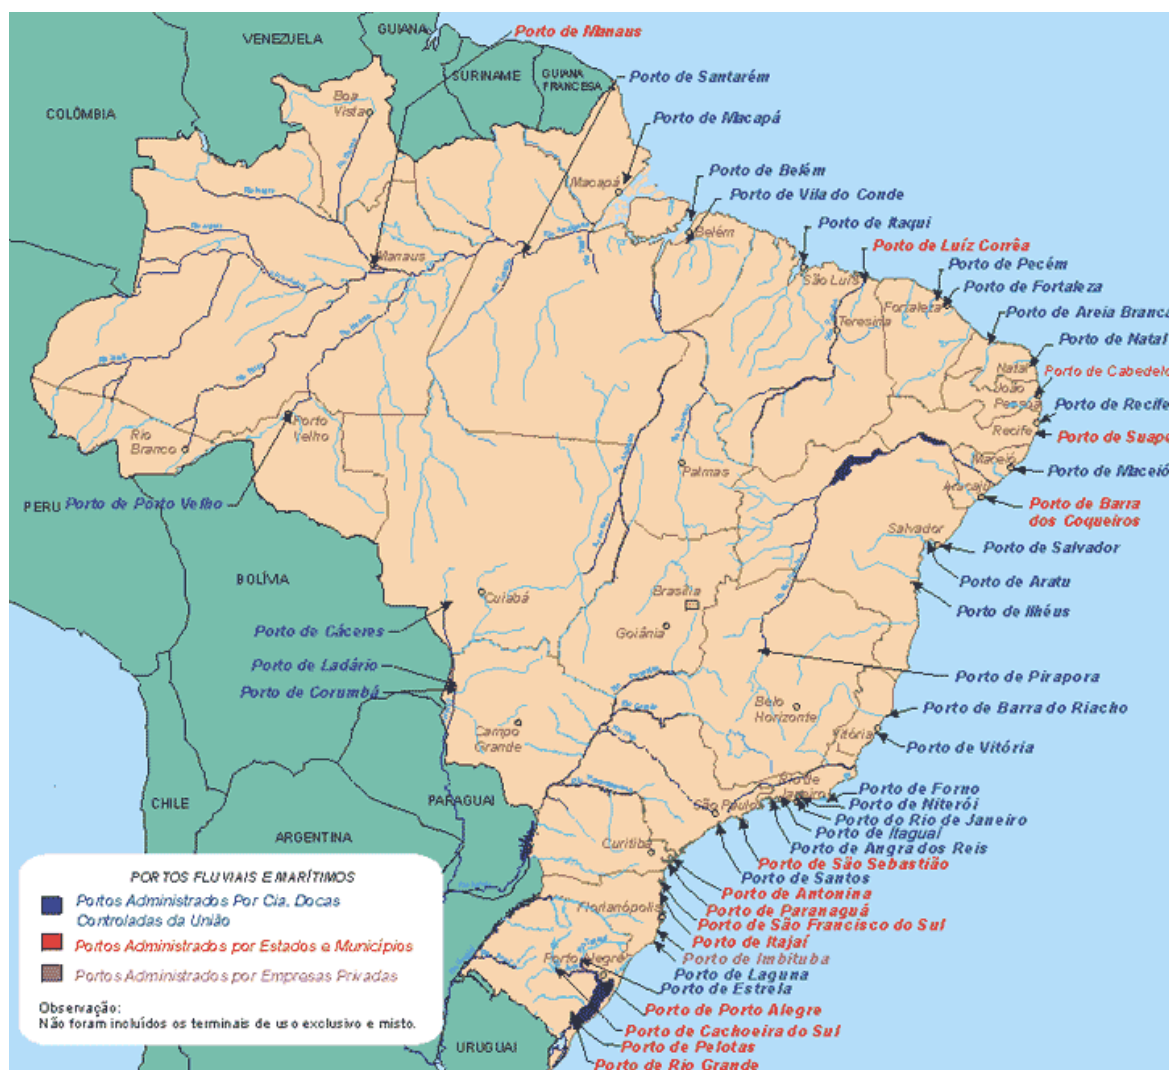 VENEZUELA
GUIANA
Porto de Manaus
SURINAME
GUIANA
FRANCESA
Porto de Santarém
COLÔMBIA
Boa
Vista
Porto de Macapá
Macapá
Porto de Belém
Porto de Vila do Conde
Belém
Porto de Itaqui
Porto de Luíz Corrêa
Manaus
São Luís
Porto de Pecém
Fortaleza
Porto de Fortaleza
Teresina
Porto de Areia Branca
Natal
Porto de Natal
João
Pessoa
Porto de Cabedelo
Porto de Recife
Recife
Porto de Suape
Porto
Velho
Rio
Branco
Palmas
Maceió
Porto de Maceió
Aracaju
PERU
Porto de Porto Velho
Porto de Barra
dos Coqueiros
Salvador
Porto de Salvador
BOLÍMA
Porto de Aratu
Cuiabá
Brasília
Porto de Ilhéus
Goiânia
Porto de Cáceres
Porto de Ladário
Porto de Corumbá
Porto de Pirapora
Belo
Horizonte
Porto de Barra do Riacho
Campo
Grande
Vitória
Porto de Vitória
CHILE
PARAGUAI
ARGENTINA
Rio de
Janeiro
São Paulo
Porto de Forno
Porto de Niterói
Porto do Rio de Janeiro
Porto de Itaguaí
Porto de Angra dos Reis
Curitiba
Porto de São Sebastião
Porto de Santos
Porto de Antonina
Porto de Paranaguá
Florianópolis
Porto de São Francisco do Sul
Porto de Itajaí
Porto de Imbituba
Porto Alegre
Porto de Laguna
Porto de Estrela
Porto de Porto Alegre
Porto de Cachoeira do Sul
Porto de Pelotas
Porto de Rio Grande
URUGUAI
PORTOS FLUVIAIS E MARÍTIMOS
Portos Administrados Por Cia. Docas
Controladas da União
Portos Administrados por Estados e Municípios
Portos Administrados por Empresas Privadas
Observação:
Não foram incluídos os terminais de uso exclusivo e misto.